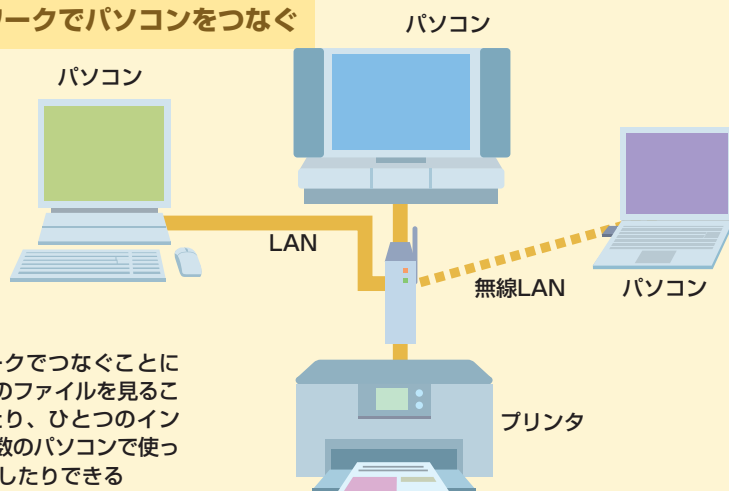 ワークでパソコンをつなぐ
パソコン
パソコン
LAN
無線LAN
パソコン
プリンタ
ークでつなぐことに
のファイルを見るこ
たり、ひとつのイン
数のパソコンで使っ
したりできる